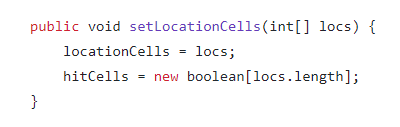 public void setLocationCells(int[] locs) {
    locationCells = locs;
    hitCells = new boolean[locs.length];
}